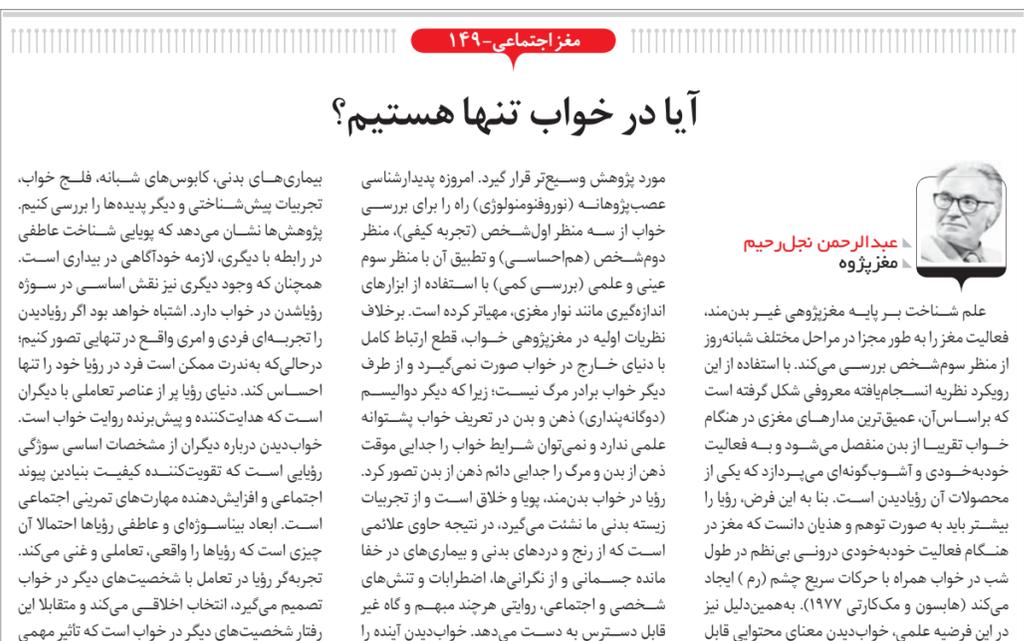 مغز اجتماعی-۱۴۹
آیا در خواب تنها هستیم؟
عبدالرحمن نجل‌رحیم
مغزپژوه
علم شناخت بر پایه مغزپژوهی غیر بدن‌مند،
فعالیت مغز را به طور مجزا در مراحل مختلف شبانه‌روز
از منظر سوم‌شخص بررسی می‌کند. با استفاده از این
رویکرد نظریه انسجام‌یافته معروفی شکل گرفته است
که براساس‌آن، عمیق‌ترین مدارهای مغزی در هنگام
خواب تقریبا از بدن منفصل می‌شود و به فعالیت
خودبه‌خودی و آشوب‌گونه‌ای می‌پردازد که یکی از
محصولات آن رؤیادیدن است. بنا به این فرض، رؤیا را
بیشتر باید به صورت توهم و هذیان دانست که مغز در
هنگام فعالیت خودبه‌خودی درونی بی‌نظم در طول
شب در خواب همراه با حرکات سریع چشم (رم ) ایجاد
می‌کند (هابسون و مک‌کارتی ۱۹۷۷). به‌همین‌دلیل نیز
در این فرضیه علمی، خواب‌دیدن معنای محتوایی قابل
مورد پژوهش وسیع‌تر قرار گیرد. امروزه پدیدارشناسی
عصب‌پژوهانه (نوروفنومنولوژی) راه را برای بررسی
خواب از سه منظر اول‌شخص (تجربه کیفی)، منظر
دوم‌شخص (هم‌احساسی) و تطبیق آن با منظر سوم
عینی و علمی (بررسی کمی) با استفاده از ابزارهای
اندازه‌گیری مانند نوار مغزی، مهیاتر کرده است. برخلاف
نظریات اولیه در مغزپژوهی خواب، قطع ارتباط کامل
با دنیای خارج در خواب صورت نمی‌گیرد و از طرف
دیگر خواب برادر مرگ نیست؛ زیرا که دیگر دوالیسم
(دوگانه‌پنداری) ذهن و بدن در تعریف خواب پشتوانه
علمی ندارد و نمی‌توان شرایط خواب را جدایی موقت
ذهن از بدن و مرگ را جدایی دائم ذهن از بدن تصور کرد.
رؤیا در خواب بدن‌مند، پویا و خلاق است و از تجربیات
زیسته بدنی ما نشئت می‌گیرد، در نتیجه حاوی علائمی
است که از رنج و دردهای بدنی و بیماری‌های در خفا
مانده جسمانی و از نگرانی‌ها، اضطرابات و تنش‌های
شخصی و اجتماعی، روایتی هرچند مبهم و گاه غیر
قابل دسترس به دست می‌دهد. خواب‌دیدن آینده را
بیماری‌های بدنی، کابوس‌های شبانه، فلج خواب،
تجربیات پیش‌شناختی و دیگر پدیده‌ها را بررسی کنیم.
پژوهش‌ها نشان می‌دهد که پویایی شناخت عاطفی
در رابطه با دیگری، لازمه خودآگاهی در بیداری است.
همچنان که وجود دیگری نیز نقش اساسی در سوژه
رؤیاشدن در خواب دارد. اشتباه خواهد بود اگر رؤیادیدن
را تجربه‌ای فردی و امری واقع در تنهایی تصور کنیم؛
درحالی‌که به‌ندرت ممکن است فرد در رؤیا خود را تنها
احساس کند. دنیای رؤیا پر از عناصر تعاملی با دیگران
است که هدایت‌کننده و پیش‌برنده روایت خواب است.
خواب‌دیدن درباره دیگران از مشخصات اساسی سوژگی
رؤیایی است که تقویت‌کننده کیفیت بنیادین پیوند
اجتماعی و افزایش‌دهنده مهارت‌های تمرینی اجتماعی
است. ابعاد بیناسوژه‌ای و عاطفی رؤیاها احتمالا آن
چیزی است که رؤیاها را واقعی، تعاملی و غنی می‌کند.
تجربه‌گر رؤیا در تعامل با شخصیت‌های دیگر در خواب
تصمیم می‌گیرد، انتخاب اخلاقی می‌کند و متقابلا این
رفتار شخصیت‌های دیگر در خواب است که تأثیر مهمی